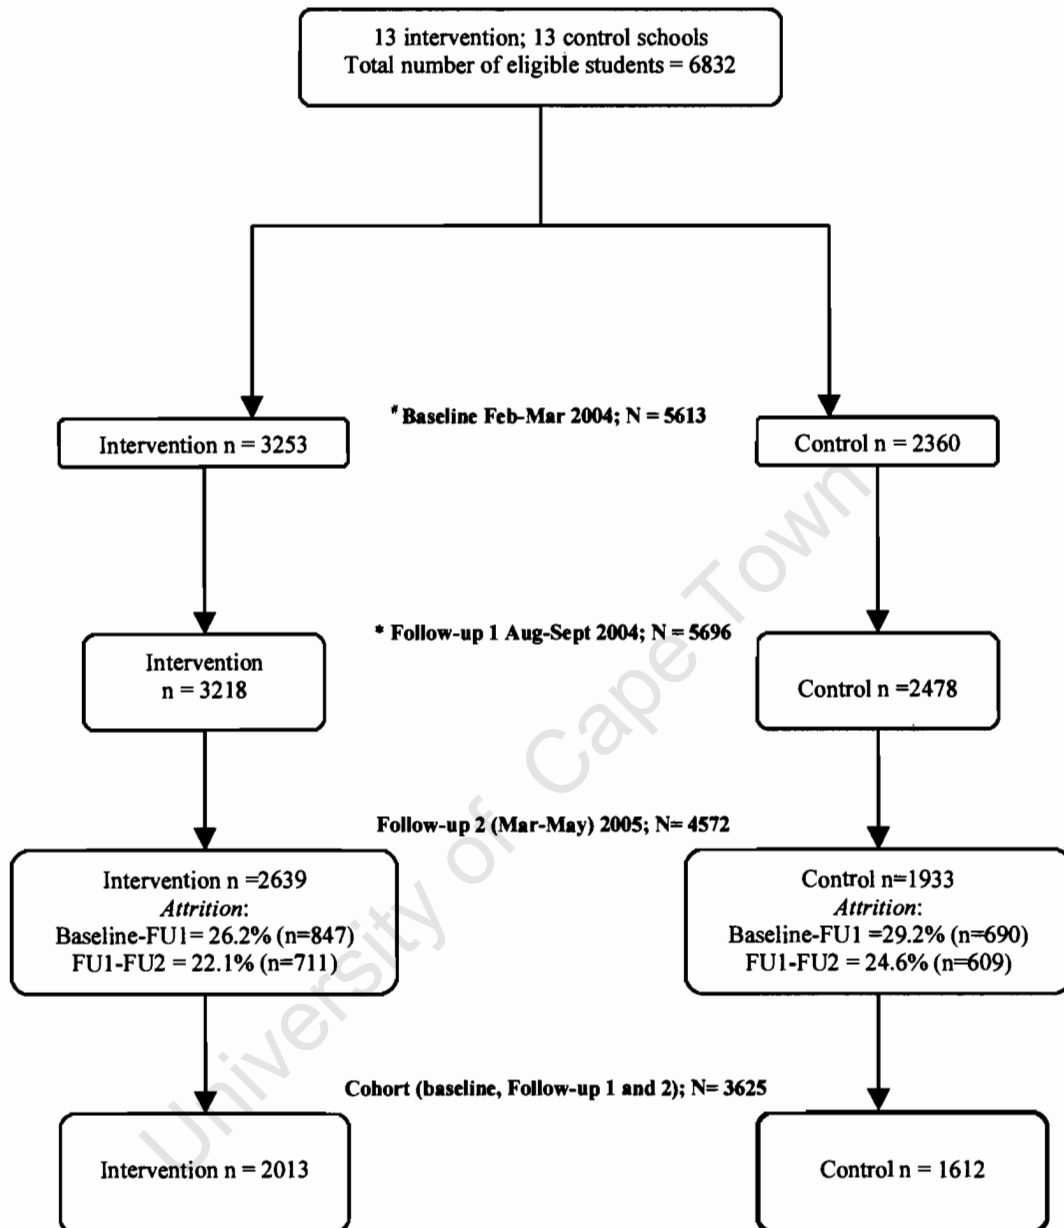 13 intervention; 13 control schools
Total number of eligible students = 6832
# Baseline Feb-Mar 2004; N = 5613
Intervention n = 3253
Control n = 2360
* Follow-up 1 Aug-Sept 2004; N = 5696
Intervention
n = 3218
Control n =2478
Follow-up 2 (Mar-May) 2005; N= 4572
Intervention n =2639
Attrition:
Baseline-FU1= 26.2% (n=847)
FU1-FU2 = 22.1% (n=711)
Control n=1933
Attrition:
Baseline-FU1 =29.2% (n=690)
FU1-FU2 = 24.6% (n=609)
Cohort (baseline, Follow-up 1 and 2); N= 3625
Intervention n = 2013
Control n = 1612
University of Cape Town